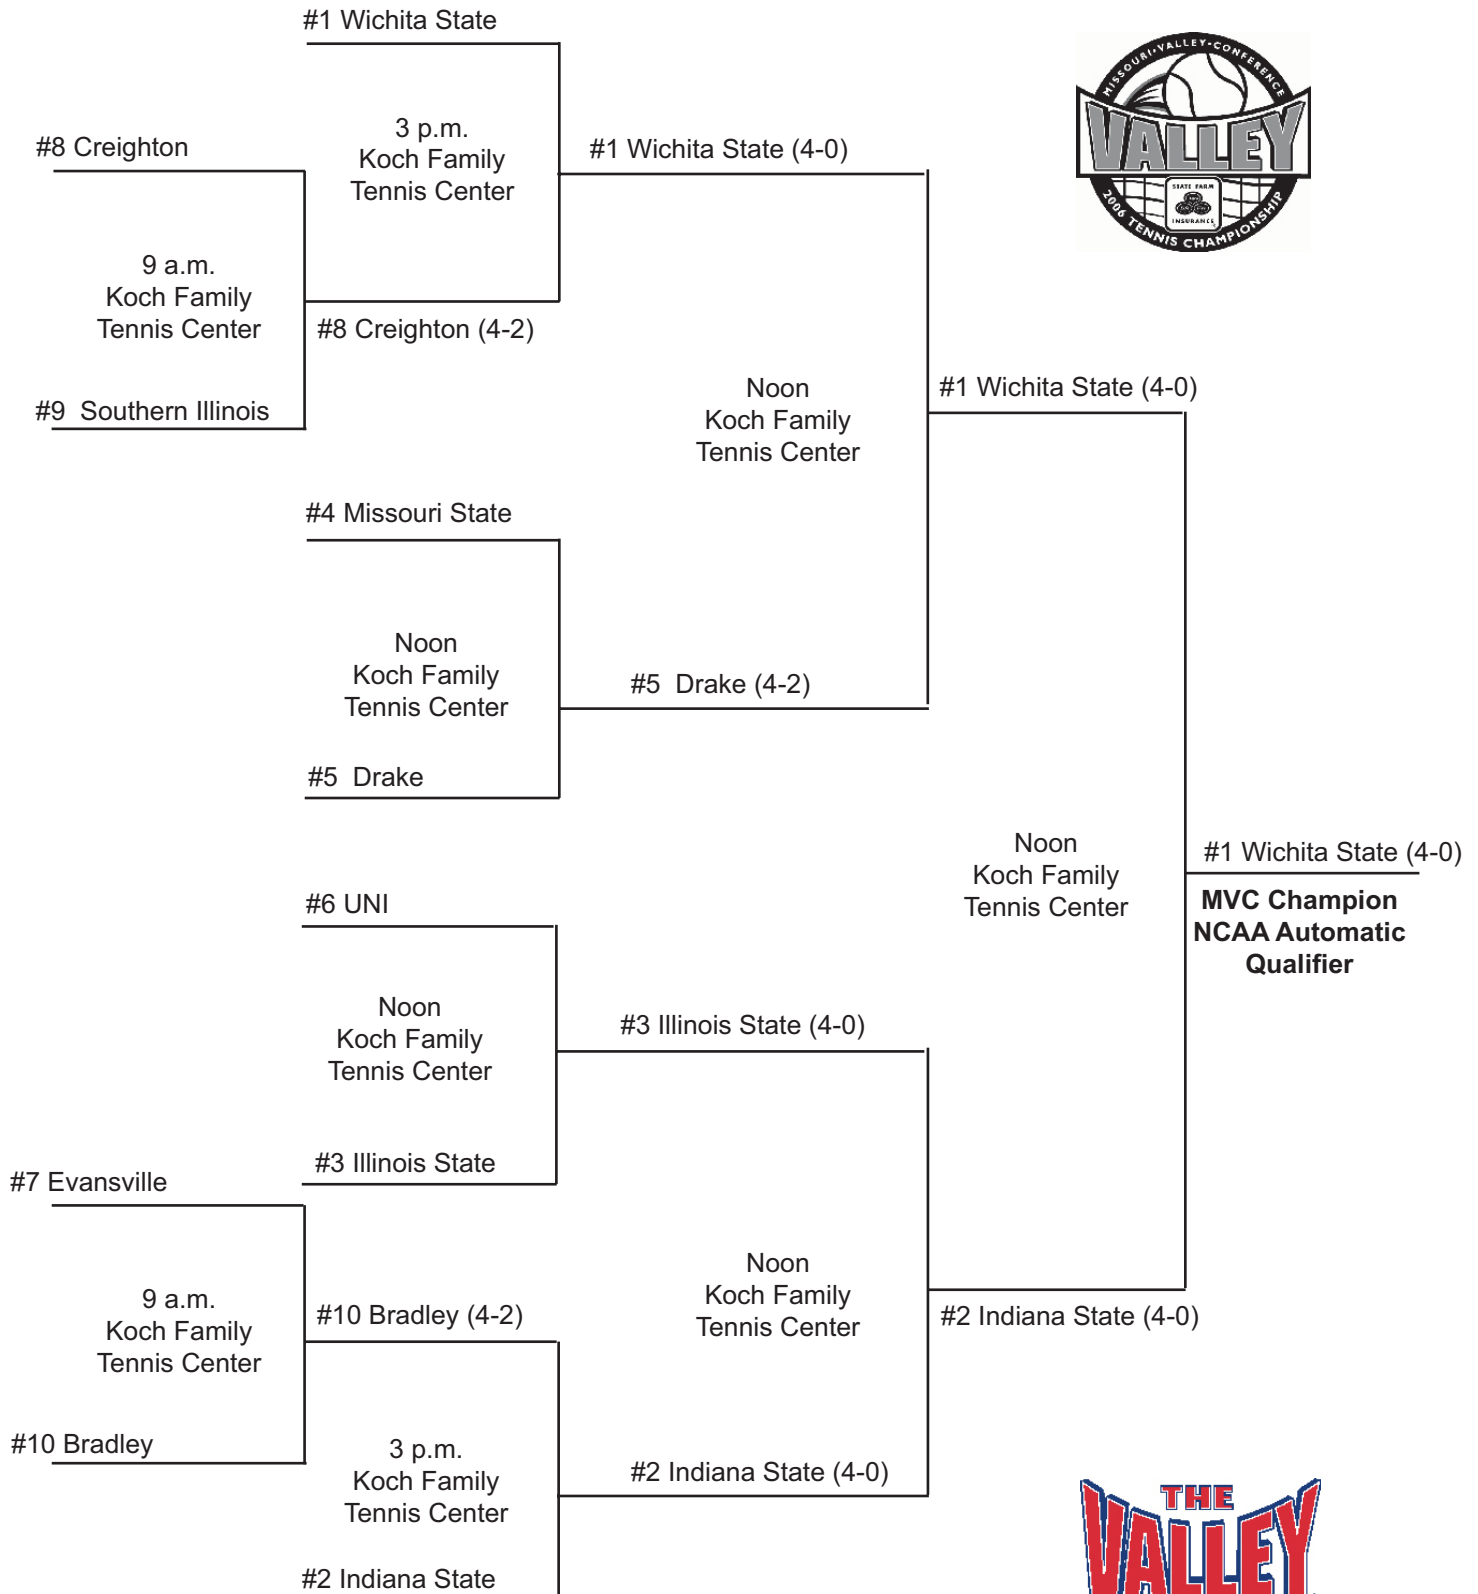 #1 Wichita State
MISSOURI·VALLEY·CONFERENCE
VALLEY
STATE FARM
INSURANCE
2006 TENNIS CHAMPIONSHIP
#8 Creighton
3 p.m.
Koch Family
Tennis Center
#1 Wichita State (4-0)
9 a.m.
Koch Family
Tennis Center
#8 Creighton (4-2)
#9 Southern Illinois
Noon
Koch Family
Tennis Center
#1 Wichita State (4-0)
#4 Missouri State
Noon
Koch Family
Tennis Center
#5 Drake (4-2)
#5 Drake
Noon
Koch Family
Tennis Center
#1 Wichita State (4-0)
MVC Champion
NCAA Automatic
Qualifier
#6 UNI
Noon
Koch Family
Tennis Center
#3 Illinois State (4-0)
#3 Illinois State
#7 Evansville
9 a.m.
Koch Family
Tennis Center
#10 Bradley (4-2)
Noon
Koch Family
Tennis Center
#2 Indiana State (4-0)
#10 Bradley
3 p.m.
Koch Family
Tennis Center
#2 Indiana State (4-0)
#2 Indiana State
THE
VALLEY